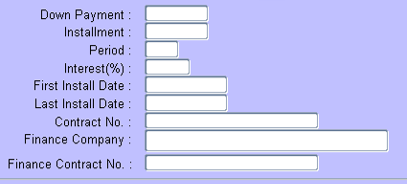 Down Payment :
Installment :
Period :
Interest(%) :
First Install Date :
Last Install Date :
Contract No. :
Finance Company :
Finance Contract No. :